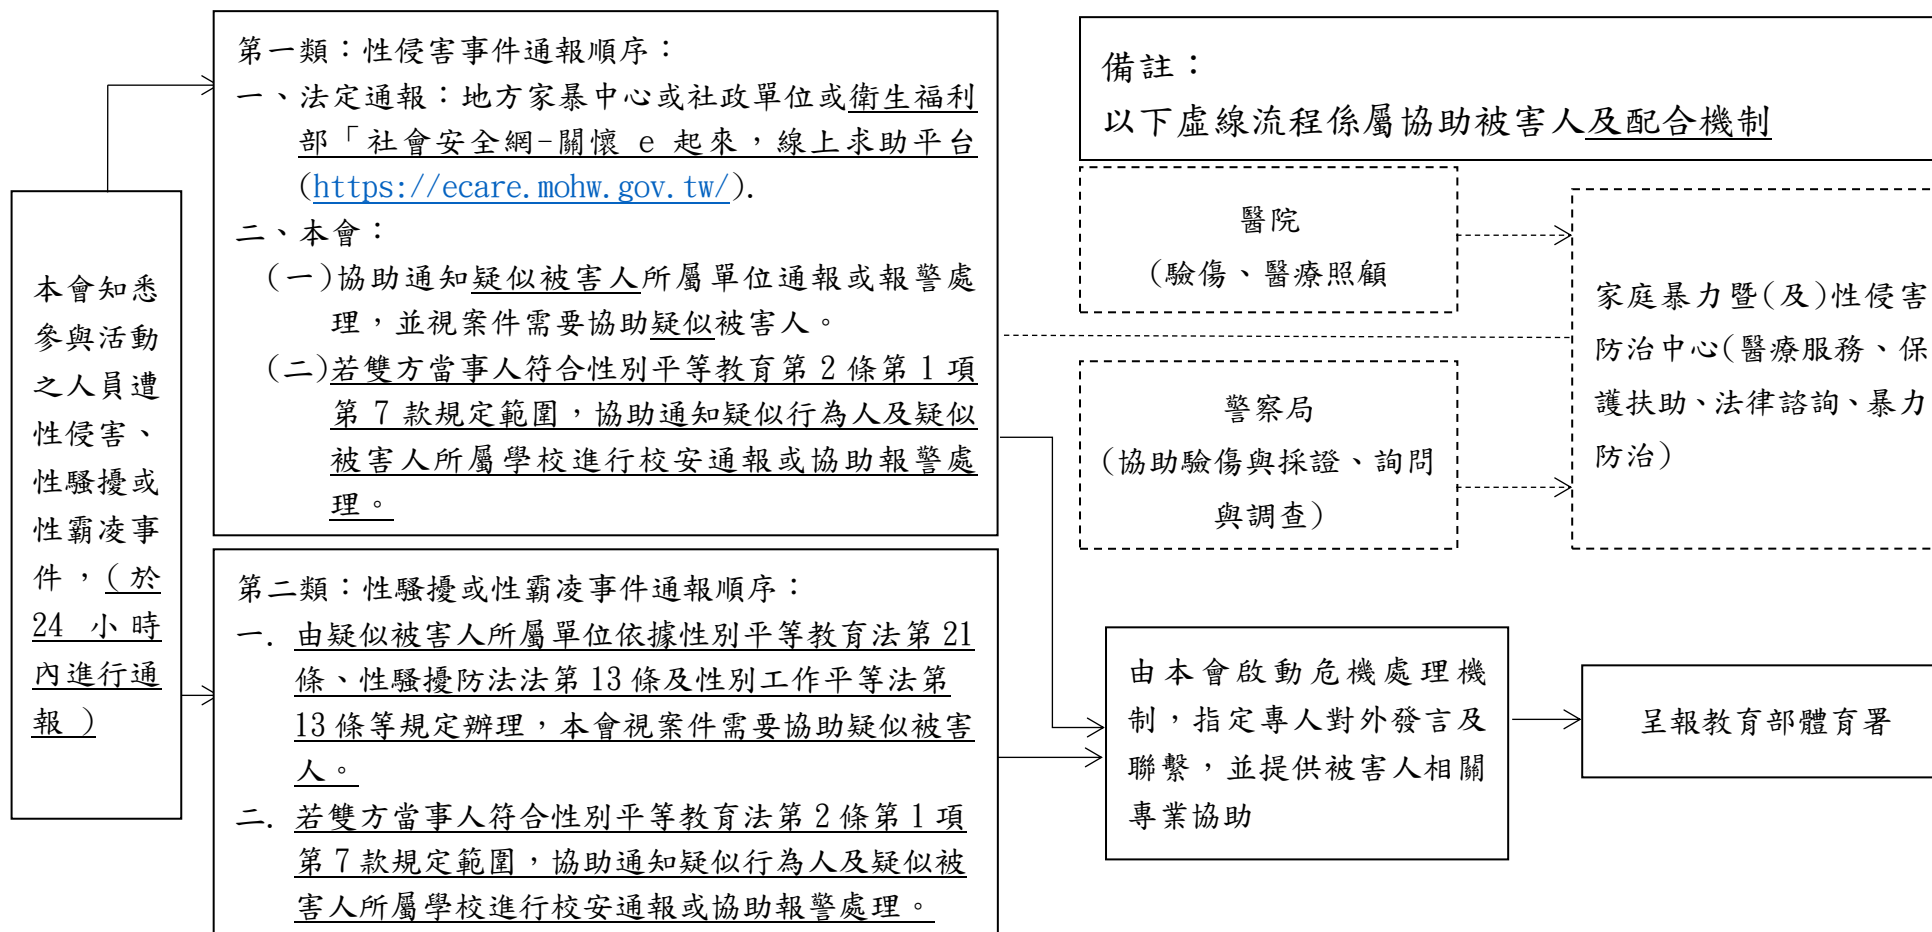 本會知悉
參與活動
之人員遭
性侵害、
性騷擾或
性霸凌事
件，(於
24 小時
內進行通
報 )
第一類：性侵害事件通報順序：
一、法定通報：地方家暴中心或社政單位或衛生福利
部「社會安全網-關懷 e 起來，線上求助平台
(https://ecare.mohw.gov.tw/).
二、本會：
(一)協助通知疑似被害人所屬單位通報或報警處
理，並視案件需要協助疑似被害人。
(二)若雙方當事人符合性別平等教育第 2 條第 1 項
第 7 款規定範圍，協助通知疑似行為人及疑似
被害人所屬學校進行校安通報或協助報警處
理。
第二類：性騷擾或性霸凌事件通報順序：
一. 由疑似被害人所屬單位依據性別平等教育法第 21
條、性騷擾防法法第 13 條及性別工作平等法第
13 條等規定辦理，本會視案件需要協助疑似被害
人。
二. 若雙方當事人符合性別平等教育法第 2 條第 1 項
第 7 款規定範圍，協助通知疑似行為人及疑似被
害人所屬學校進行校安通報或協助報警處理。
備註：
以下虛線流程係屬協助被害人及配合機制
醫院
(驗傷、醫療照顧
警察局
(協助驗傷與採證、詢問
與調查)
家庭暴力暨(及)性侵害
防治中心(醫療服務、保
護扶助、法律諮詢、暴力
防治)
由本會啟動危機處理機
制，指定專人對外發言及
聯繫，並提供被害人相關
專業協助
呈報教育部體育署